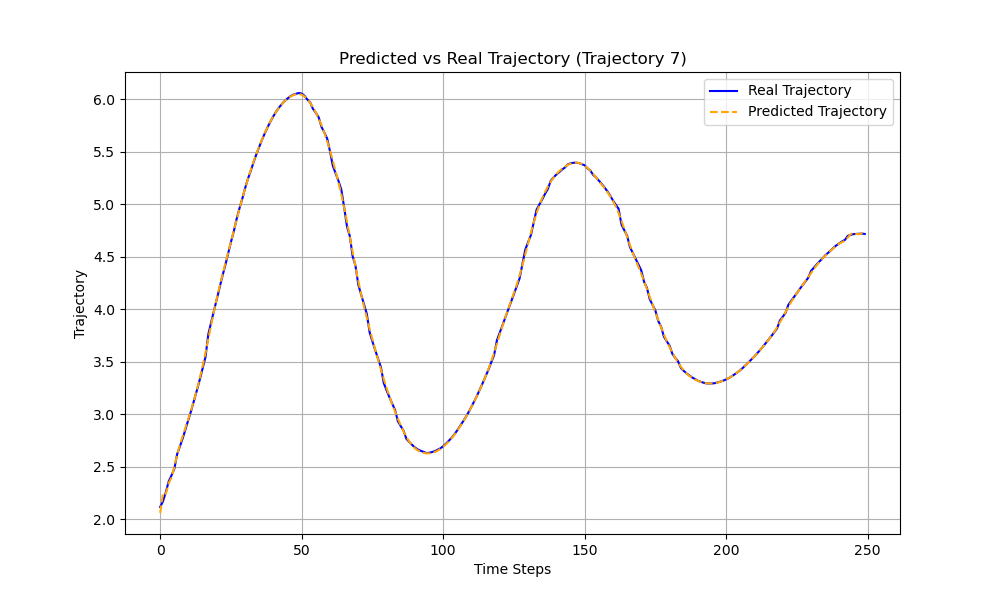 Predicted vs Real Trajectory (Trajectory 7)
Real Trajectory
Predicted Trajectory
Trajectory
6.0
5.5
5.0
4.5
4.0
3.5
3.0
2.5
2.0
0 50 100 150 200 250
Time Steps